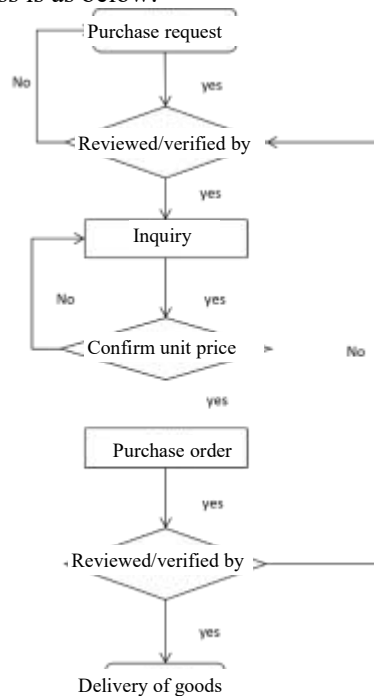 ss is as below:
Purchase request
No
yes
Reviewed/verified by
yes
Inquiry
No
yes
Confirm unit price
No
yes
Purchase order
yes
Reviewed/verified by
yes
Delivery of goods